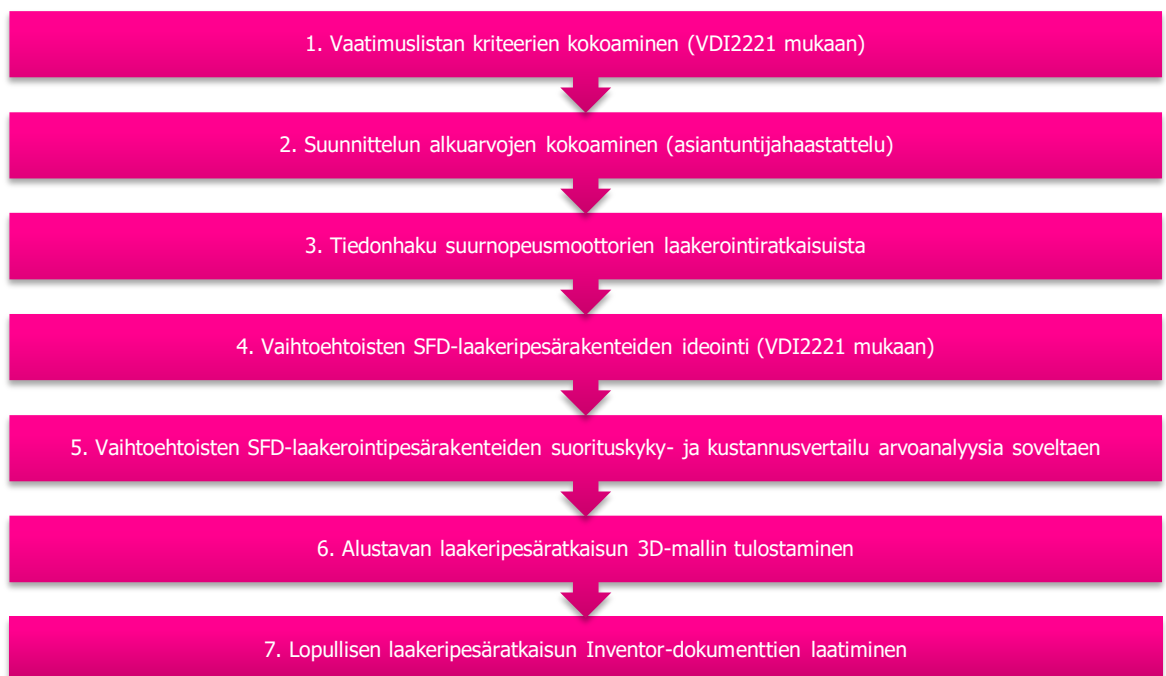 1. Vaatimuslistan kriteerien kokoaminen (VDI2221 mukaan)
2. Suunnittelun alkuarvojen kokoaminen (asiantuntijahaastattelu)
3. Tiedonhaku suurnopeusmoottorien laakerointiratkaisuista
4. Vaihtoehtoisten SFD-laakeripesärakenteiden ideointi (VDI2221 mukaan)
5. Vaihtoehtoisten SFD-laakerointipesärakenteiden suorituskyky- ja kustannusvertailu arvoanalyysia soveltaen
6. Alustavan laakeripesäratkaisun 3D-mallin tulostaminen
7. Lopullisen laakeripesäratkaisun Inventor-dokumenttien laatiminen